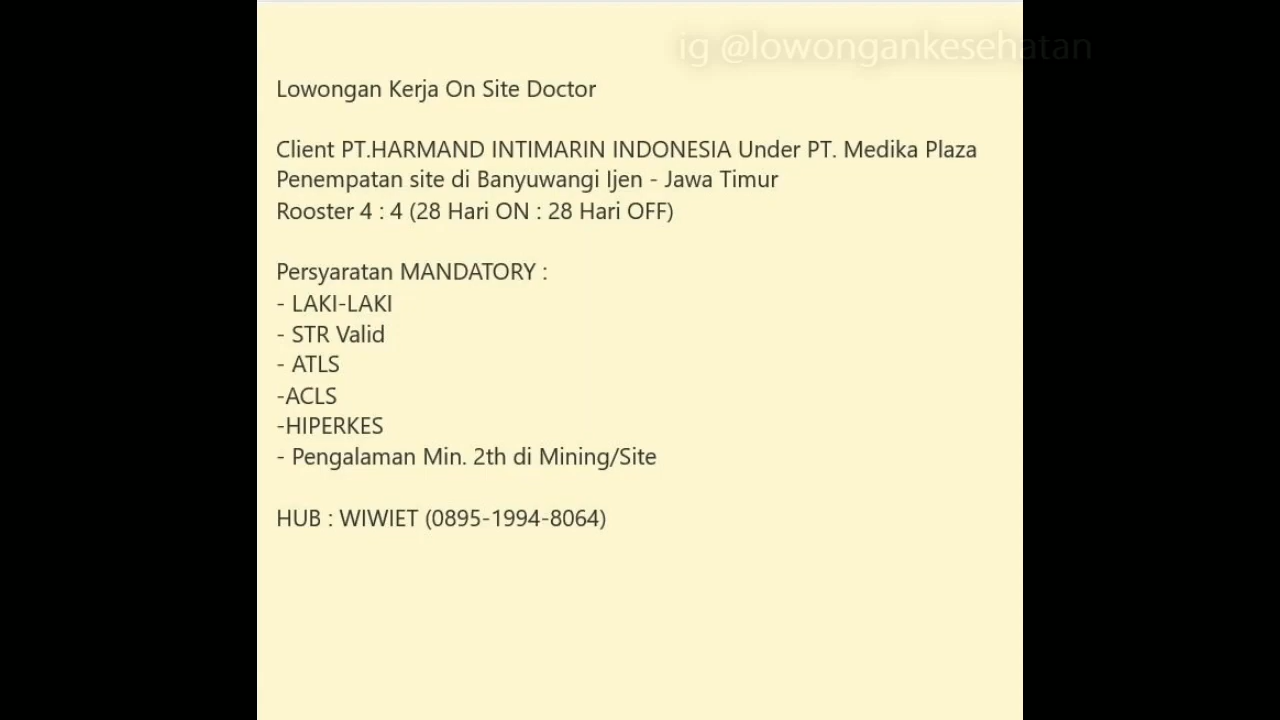 ig @lowongankesehatan
Lowongan Kerja On Site Doctor
Client PT.HARMAND INTIMARIN INDONESIA Under PT. Medika Plaza
Penempatan site di Banyuwangi Ijen - Jawa Timur
Rooster 4 : 4 (28 Hari ON : 28 Hari OFF)
Persyaratan MANDATORY :
- LAKI-LAKI
- STR Valid
- ATLS
-ACLS
-HIPERKES
- Pengalaman Min. 2th di Mining/Site
HUB : WIWIET (0895-1994-8064)